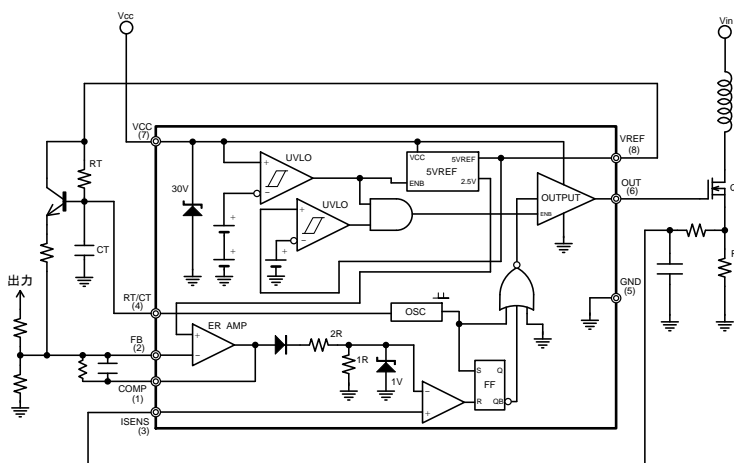 Vcc
Vin
VCC
(7)
VREF
(8)
RT
UVLO
VCC
5VREF
5VREF
2.5V
ENB
30V
UVLO
OUTPUT
ENB
OUT
(6)
CT
出力
RT/CT
(4)
OSC
GND
(5)
ER AMP
FB
(2)
2R
1R
1V
COMP
(1)
ISENS
(3)
S
Q
FF
R
QB